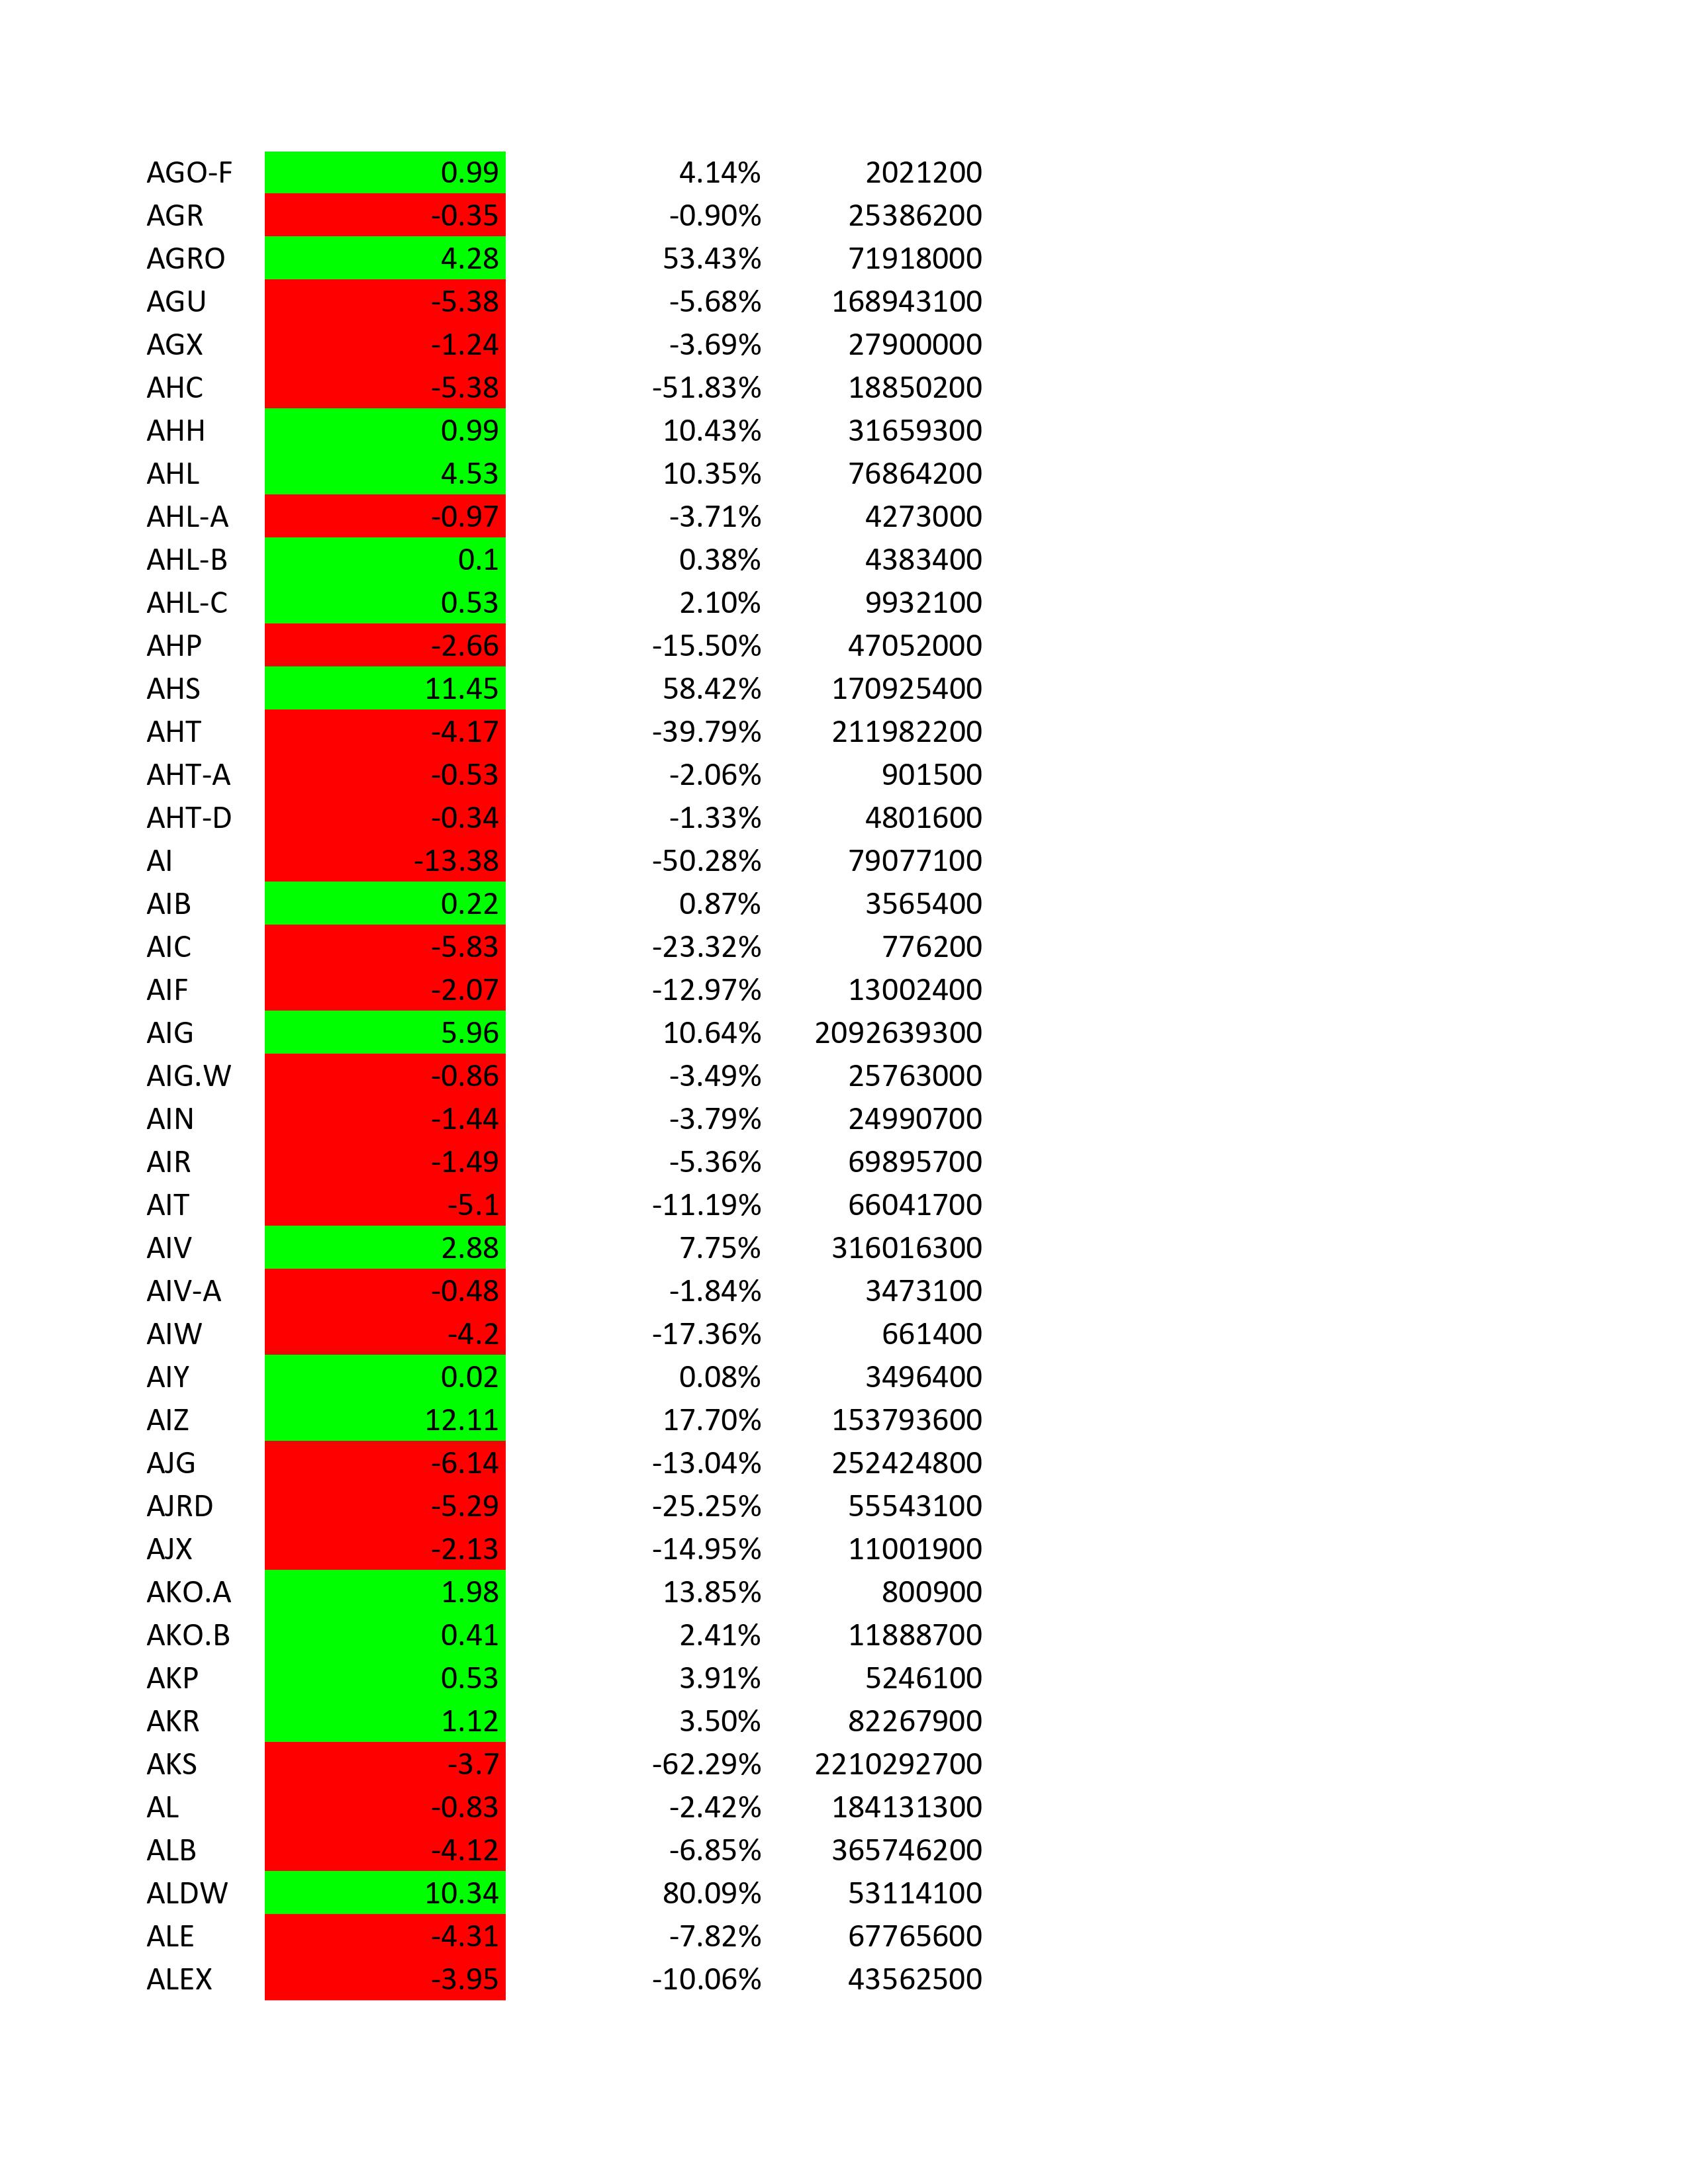 AGO-F 0.99 4.14% 2021200
AGR -0.35 -0.90% 25386200
AGRO 4.28 53.43% 71918000
AGU -5.38 -5.68% 168943100
AGX -1.24 -3.69% 27900000
AHC -5.38 -51.83% 18850200
AHH 0.99 10.43% 31659300
AHL 4.53 10.35% 76864200
AHL-A -0.97 -3.71% 4273000
AHL-B 0.1 0.38% 4383400
AHL-C 0.53 2.10% 9932100
AHP -2.66 -15.50% 47052000
AHS 11.45 58.42% 170925400
AHT -4.17 -39.79% 211982200
AHT-A -0.53 -2.06% 901500
AHT-D -0.34 -1.33% 4801600
AI -13.38 -50.28% 79077100
AIB 0.22 0.87% 3565400
AIC -5.83 -23.32% 776200
AIF -2.07 -12.97% 13002400
AIG 5.96 10.64% 2092639300
AIG.W -0.86 -3.49% 25763000
AIN -1.44 -3.79% 24990700
AIR -1.49 -5.36% 69895700
AIT -5.1 -11.19% 66041700
AIV 2.88 7.75% 316016300
AIV-A -0.48 -1.84% 3473100
AIW -4.2 -17.36% 661400
AIY 0.02 0.08% 3496400
AIZ 12.11 17.70% 153793600
AJG -6.14 -13.04% 252424800
AJRD -5.29 -25.25% 55543100
AJX -2.13 -14.95% 11001900
AKO.A 1.98 13.85% 800900
AKO.B 0.41 2.41% 11888700
AKP 0.53 3.91% 5246100
AKR 1.12 3.50% 82267900
AKS -3.7 -62.29% 2210292700
AL -0.83 -2.42% 184131300
ALB -4.12 -6.85% 365746200
ALDW 10.34 80.09% 53114100
ALE -4.31 -7.82% 67765600
ALEX -3.95 -10.06% 43562500